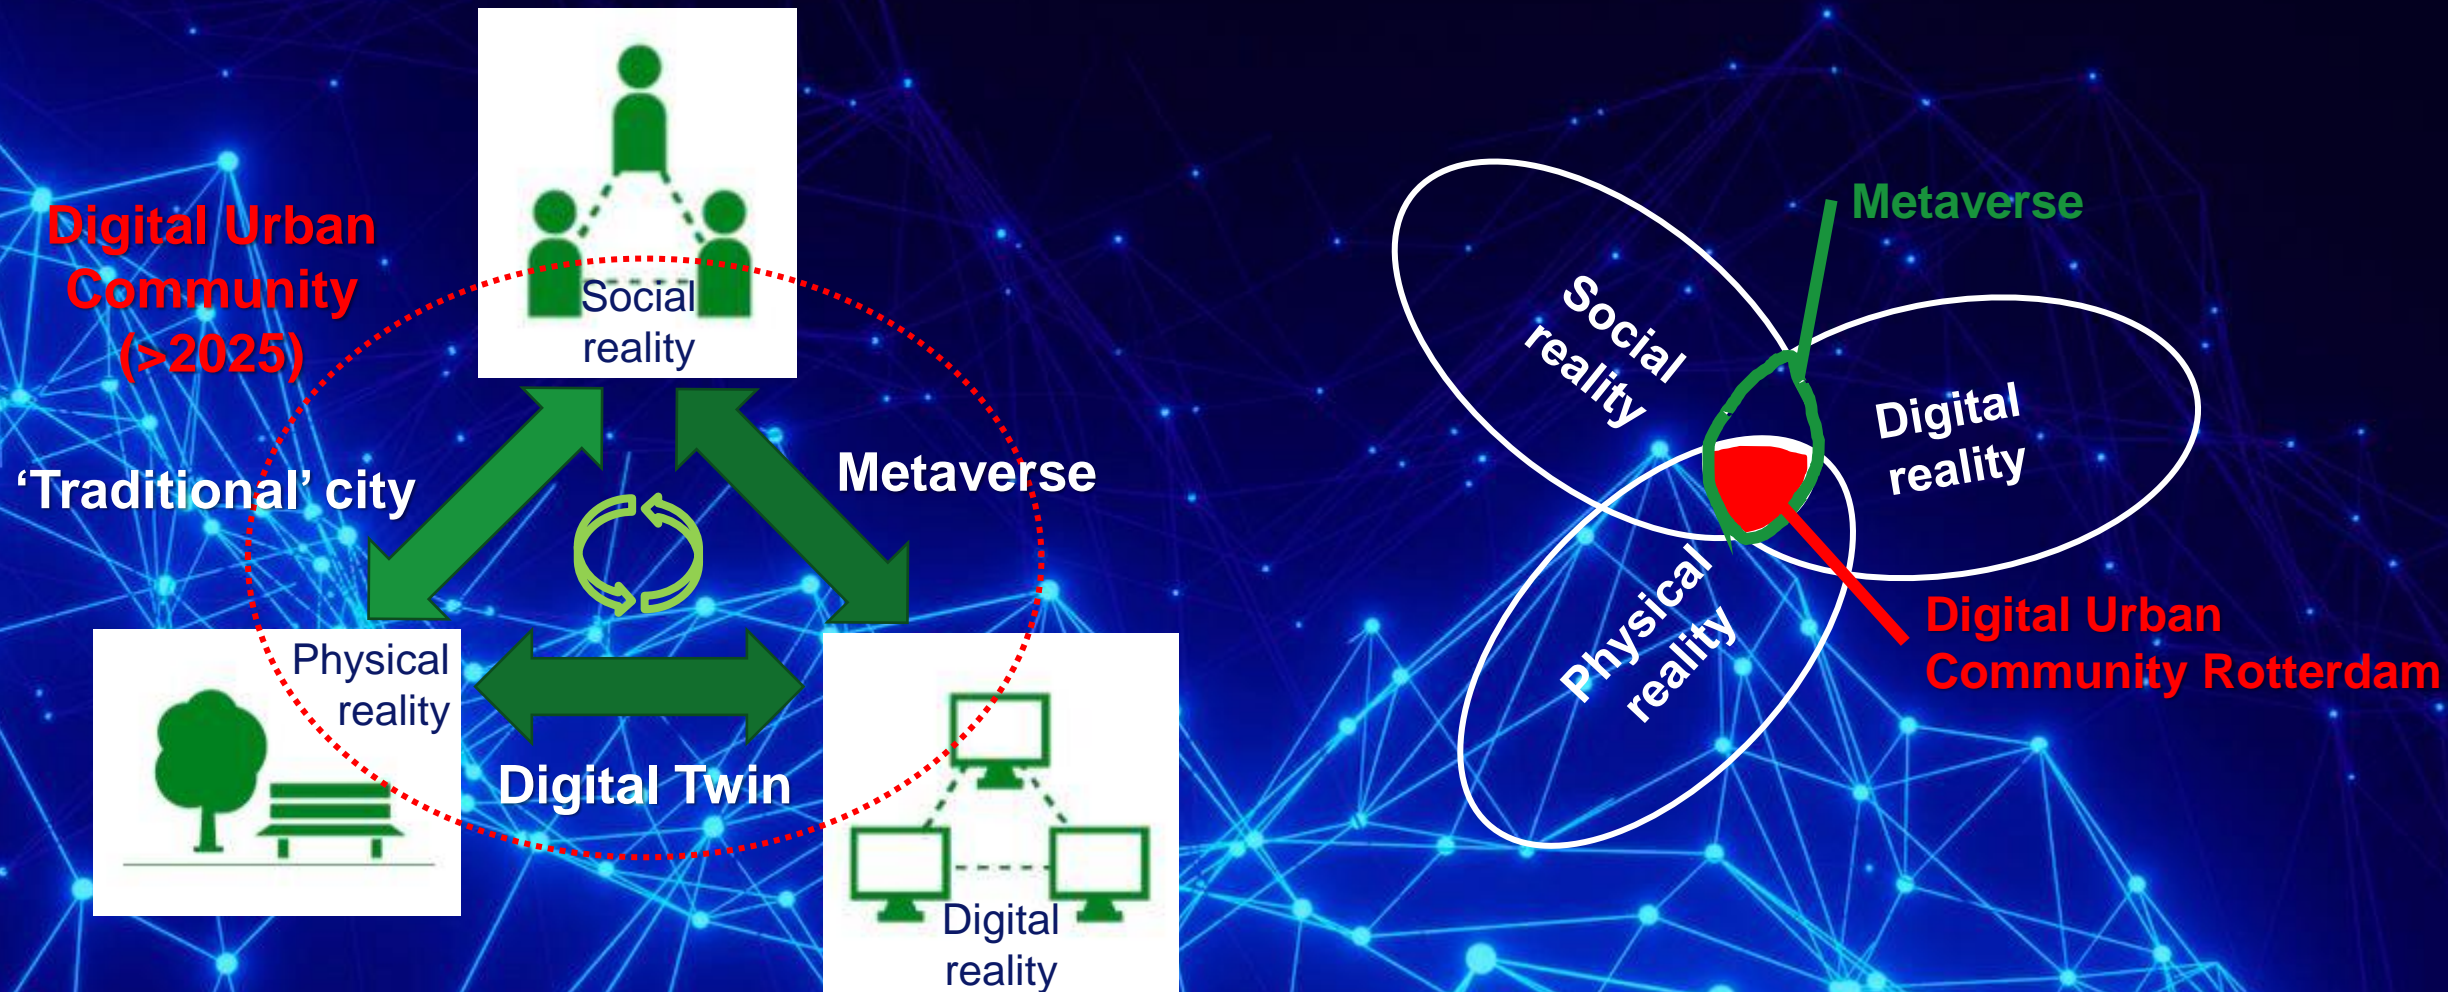 Digital Urban
Community
(>2025)
Social
reality
‘Traditional’ city
Metaverse
Physical
reality
Digital Twin
Digital
reality
Metaverse
Social
reality
Digital
reality
Physical
reality
Digital Urban
Community Rotterdam